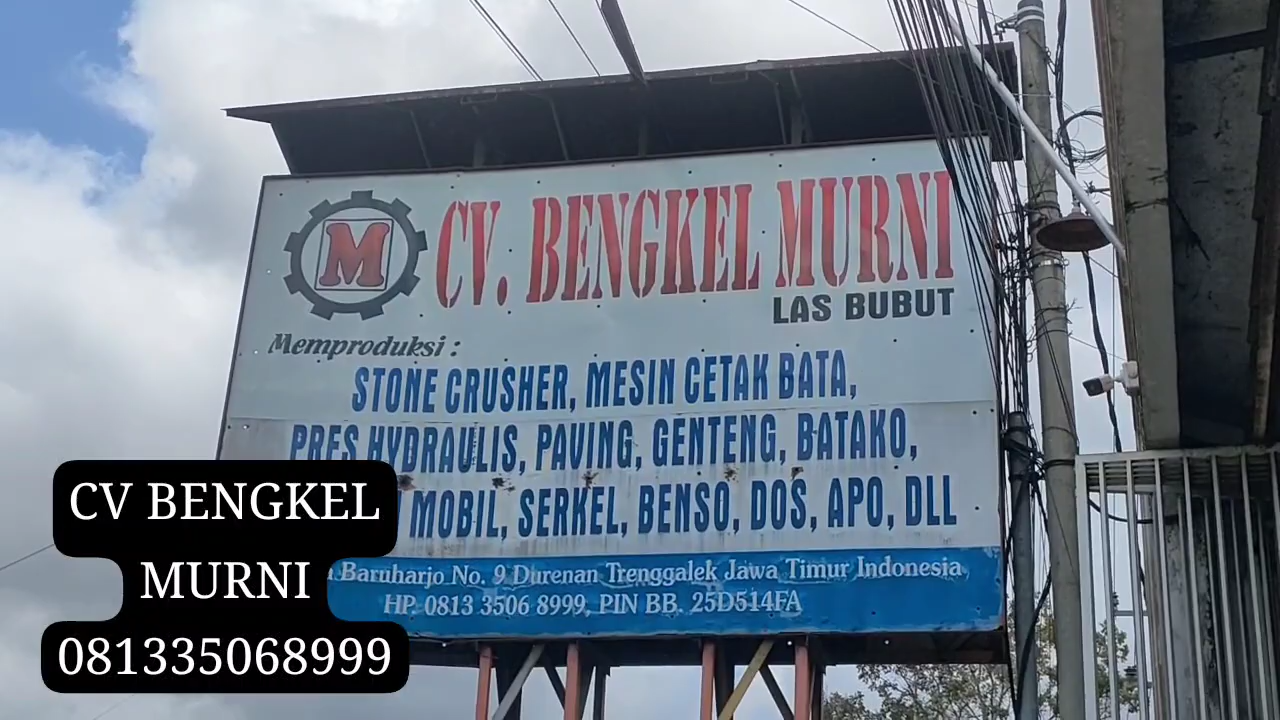 M
CV. BENGKEL MURNI
LAS BUBUT
Memproduksi :
STONE CRUSHER, MESIN CETAK BATA,
PRES HYDRAULIS, PAVING, GENTENG, BATAKO,
MOBIL, SERKEL, BENSO, DOS, APO, DLL
Baruharjo No. 9 Durenan Trenggalek Jawa Timur Indonesia
HP. 0813 3506 8999, PIN BB. 25D514FA
CV BENGKEL
MURNI
081335068999